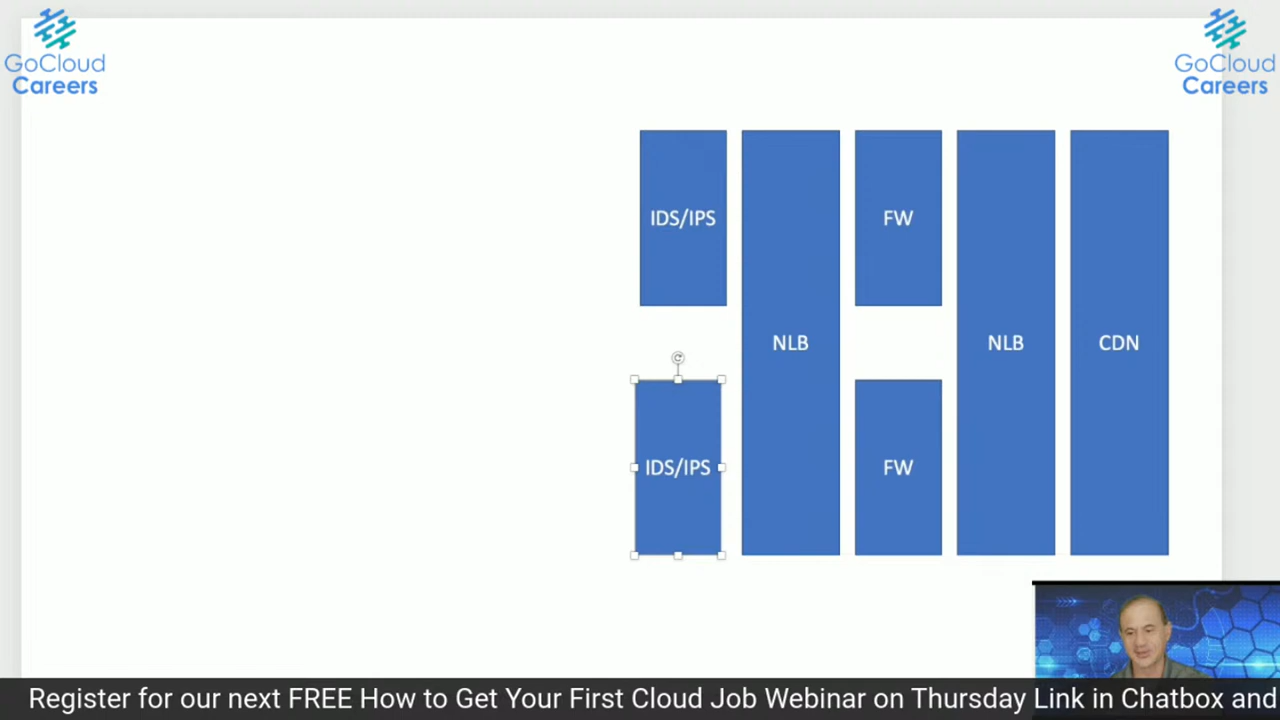 GoCloud
Careers
GoCloud
Careers
IDS/IPS
FW
NLB
NLB
CDN
IDS/IPS
FW
Register for our next FREE How to Get Your First Cloud Job Webinar on Thursday Link in Chatbox and